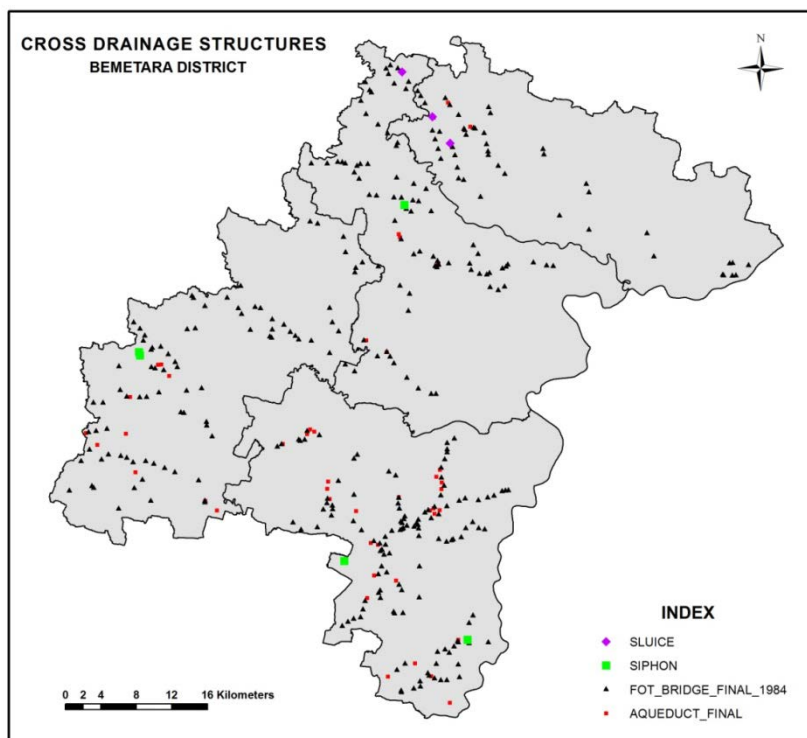 CROSS DRAINAGE STRUCTURES
BEMETARA DISTRICT
N
INDEX
SLUICE
SIPHON
FOT_BRIDGE_FINAL_1984
AQUEDUCT_FINAL
0 2 4 8 12 16 Kilometers